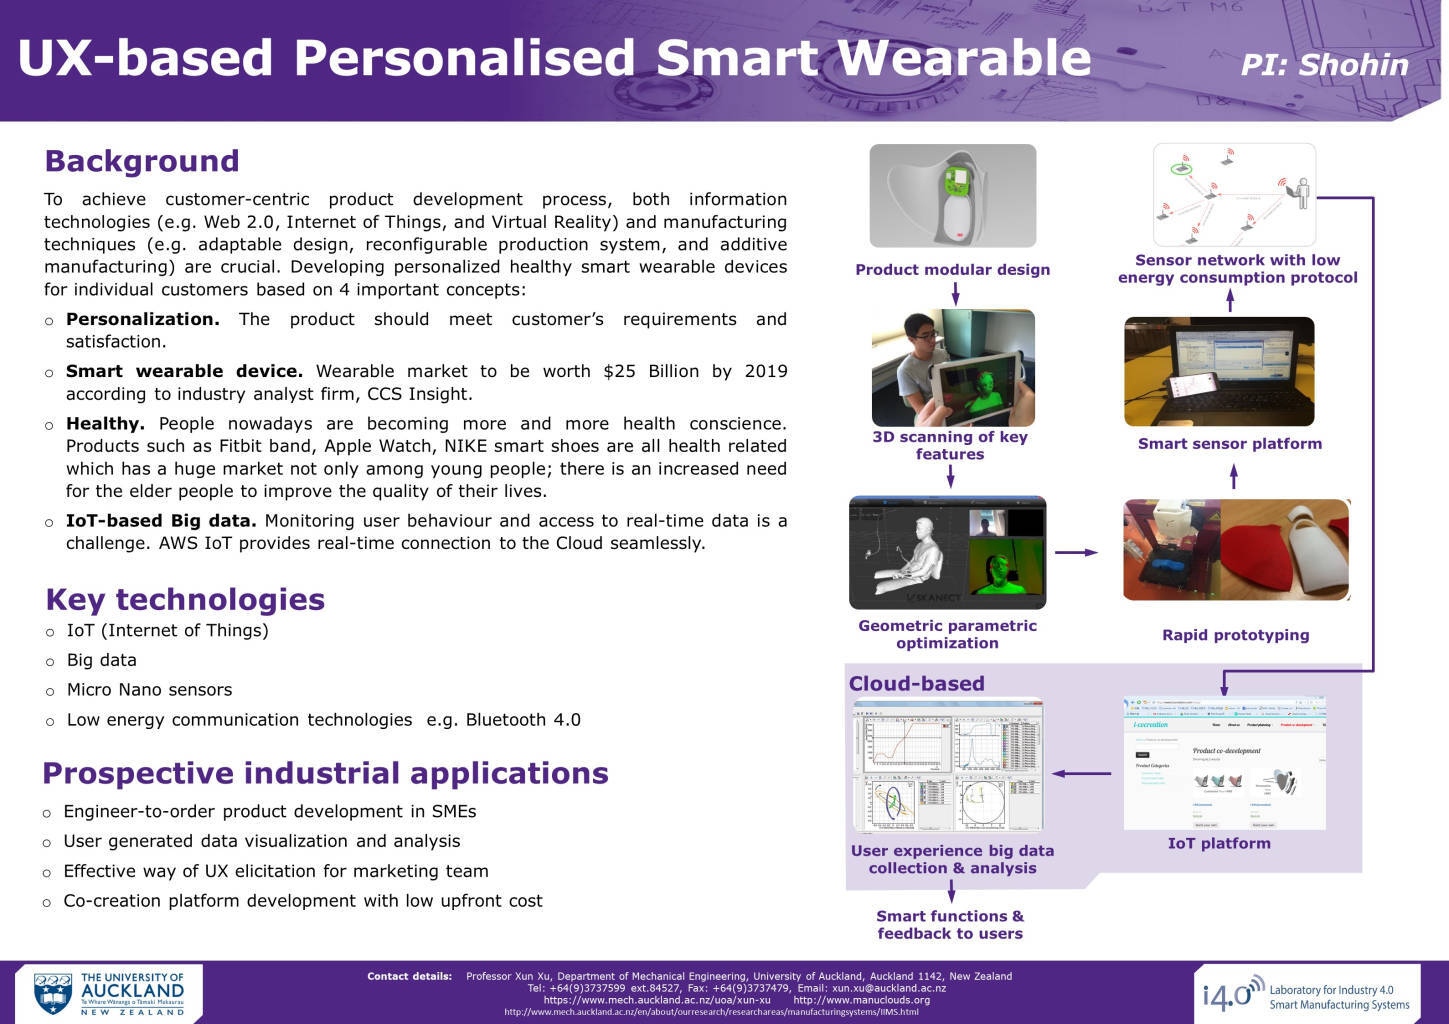 UX-based Personalised Smart Wearable
PI: Shohin
Background
To achieve customer-centric product development process, both information
technologies (e.g. Web 2.0, Internet of Things, and Virtual Reality) and manufacturing
techniques (e.g. adaptable design, reconfigurable production system, and additive
manufacturing) are crucial. Developing personalized healthy smart wearable devices
for individual customers based on 4 important concepts:
o Personalization. The product should meet customer's requirements and
satisfaction.
o Smart wearable device. Wearable market to be worth $25 Billion by 2019
according to industry analyst firm, CCS Insight.
o Healthy. People nowadays are becoming more and more health conscience.
Products such as Fitbit band, Apple Watch, NIKE smart shoes are all health related
which has a huge market not only among young people; there is an increased need
for the elder people to improve the quality of their lives.
o IoT-based Big data. Monitoring user behaviour and access to real-time data is a
challenge. AWS IoT provides real-time connection to the Cloud seamlessly.
Key technologies
o IoT (Internet of Things)
o Big data
o Micro Nano sensors
o Low energy communication technologies e.g. Bluetooth 4.0
Prospective industrial applications
o Engineer-to-order product development in SMEs
o User generated data visualization and analysis
o Effective way of UX elicitation for marketing team
o Co-creation platform development with low upfront cost
Product modular design
3D scanning of key
features
SKANECT
Geometric parametric
optimization
Rapid prototyping
Smart sensor platform
Sensor network with low
energy consumption protocol
Cloud-based
i-cocreation
Product co-development
Product Categories
IoT platform
User experience big data
collection & analysis
Smart functions &
feedback to users
THE UNIVERSITY OF
AUCKLAND
Te Whare Wānanga o Tāmaki Makaurau
NEW ZEALAND
Contact details: Professor Xun Xu, Department of Mechanical Engineering, University of Auckland, Auckland 1142, New Zealand
Tel: +64(9)3737599 ext.84527, Fax: +64(9)3737479, Email: xun.xu@auckland.ac.nz
https://www.mech.auckland.ac.nz/uoa/xun-xu http://www.manuclouds.org
http://www.mech.auckland.ac.nz/en/about/ourresearch/researchareas/manufacturingsystems/IIMS.html
i4.0
Laboratory for Industry 4.0
Smart Manufacturing Systems